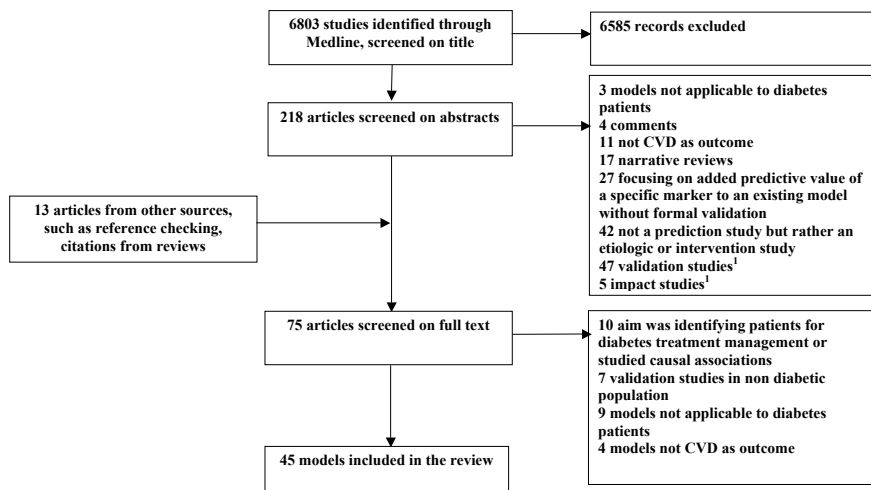 6803 studies identified through
Medline, screened on title
6585 records excluded
218 articles screened on abstracts
3 models not applicable to diabetes
patients
4 comments
11 not CVD as outcome
17 narrative reviews
27 focusing on added predictive value of
a specific marker to an existing model
without formal validation
42 not a prediction study but rather an
etiologic or intervention study
47 validation studies¹
5 impact studies¹
13 articles from other sources,
such as reference checking,
citations from reviews
75 articles screened on full text
10 aim was identifying patients for
diabetes treatment management or
studied causal associations
7 validation studies in non diabetic
population
9 models not applicable to diabetes
patients
4 models not CVD as outcome
45 models included in the review